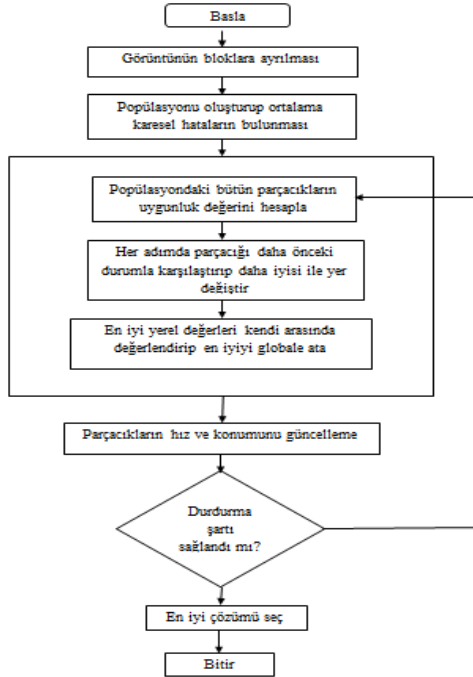 Basla
Görüntünün bloklara ayrılması
Popülasyonu oluşturup ortalama
karesel hataların bulunması
Popülasyondaki bütün parçacıkların
uygunluk değerini hesapla
Her adımda parçacığı daha önceki
durumla karşılaştırıp daha iyisi ile yer
değiştir
En iyi yerel değerleri kendi arasında
değerlendirip en iyiyi globale ata
Parçacıkların hız ve konumunu güncelleme
Durdurma
şartı
sağlandı mı?
En iyi çözümü seç
Bitir